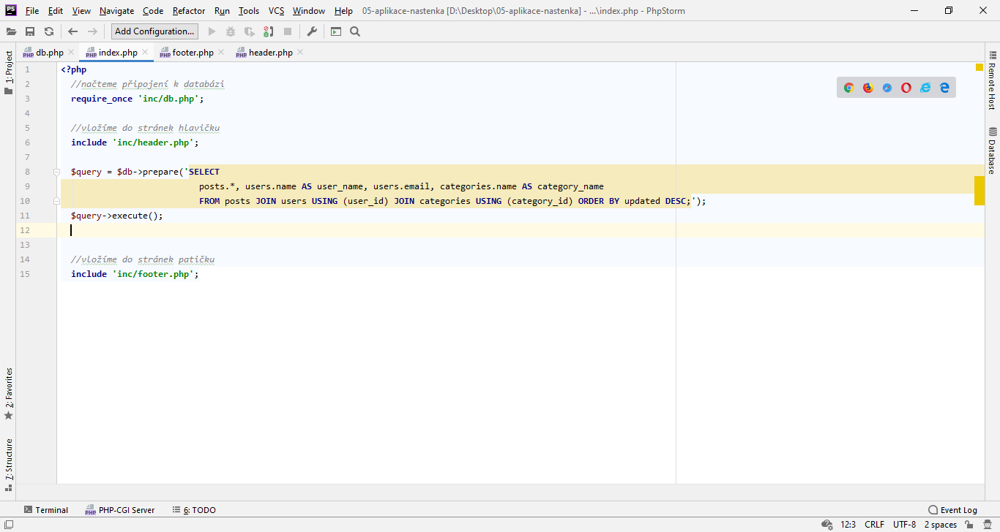 PS File Edit View Navigate Code Refactor Run Tools VCS Window Help 05-aplikace-nastenka [D:\Desktop\05-aplikace-nastenka] - ...\index.php - PhpStorm
Add Configuration...
PHP db.php PHP index.php PHP footer.php PHP header.php
1: Project
2: Favorites
7: Structure
1 <?php
2 //načteme připojení k databázi
3 require_once 'inc/db.php';
4
5 //vložíme do stránek hlavičku
6 include 'inc/header.php';
7
8 $query = $db->prepare('SELECT
9 posts.*, users.name AS user_name, users.email, categories.name AS category_name
10 FROM posts JOIN users USING (user_id) JOIN categories USING (category_id) ORDER BY updated DESC;');
11 $query->execute();
12
13
14 //vložíme do stránek patičku
15 include 'inc/footer.php';
Remote Host
Database
Terminal PHP PHP-CGI Server 6: TODO Event Log
12:3 CRLF UTF-8 2 spaces